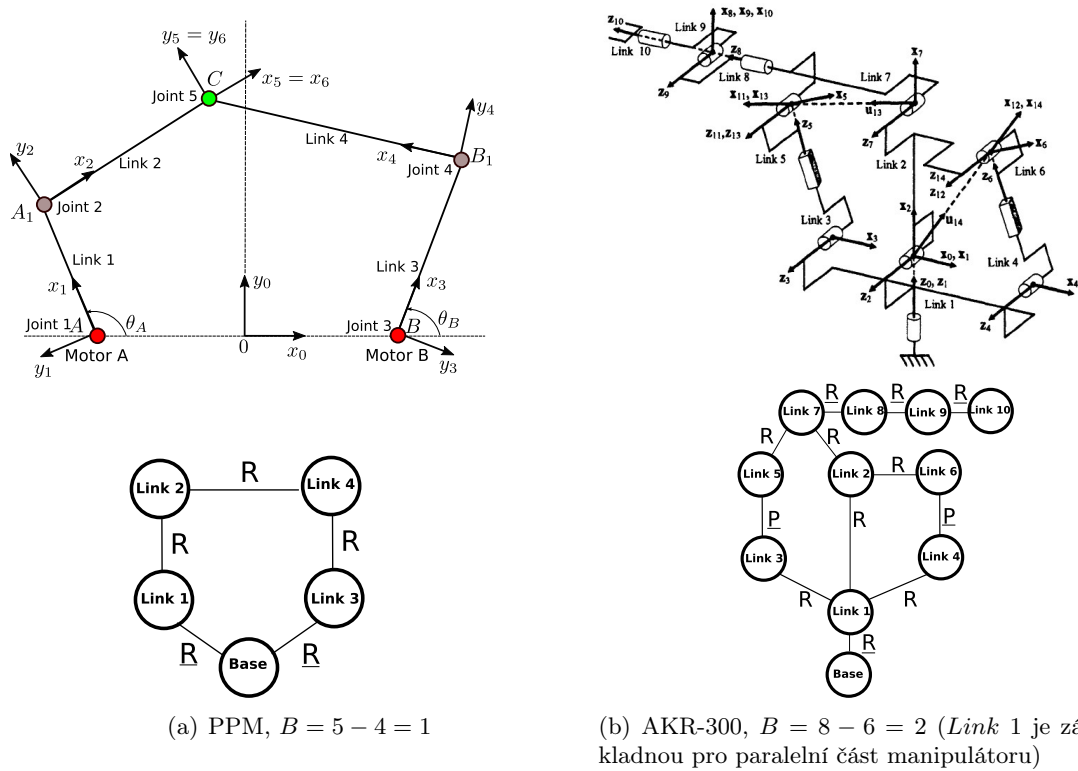 y₅ = y₆
C
x₅ = x₆
Joint 5
y₄
Link 4
x₄
B₁
Joint 4
y₂
x₂
Link 2
A₁
Joint 2
Link 1
Link 3
x₁
x₃
y₀
Joint 1
A
θ_A
Joint 3
B
θ_B
Motor A
0
x₀
Motor B
y₁
y₃
z₁₀
Link 10
Link 9
x₈, x₉, x₁₀
z₈
Link 8
z₉
Link 7
x₇
x₁₁, x₁₃
x₅
u₁₃
x₁₂, x₁₄
z₁₁, z₁₃
z₅
z₇
x₆
Link 5
Link 2
z₁₄
z₁₂
z₆
Link 6
x₂
u₁₄
Link 3
x₃
z₃
x₀, x₁
Link 4
z₂
z₀, z₁
Link 1
x₄
z₄
Link 2
R
Link 4
R
R
Link 1
Link 3
R
R
Base
Link 7
R
Link 8
R
Link 9
R
Link 10
R
R
Link 5
Link 2
R
Link 6
P
R
P
Link 3
Link 4
R
R
Link 1
R
Base
(a) PPM, B = 5 − 4 = 1
(b) AKR-300, B = 8 − 6 = 2 (Link 1 je zá
kladnou pro paralelní část manipulátoru)